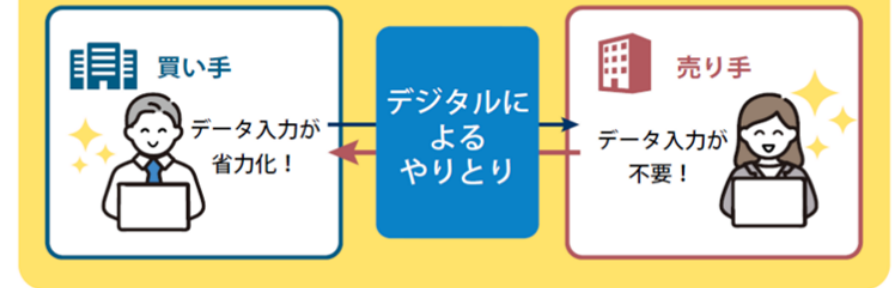 買い手
データ入力が
省力化！
デジタルに
よる
やりとり
売り手
データ入力が
不要！